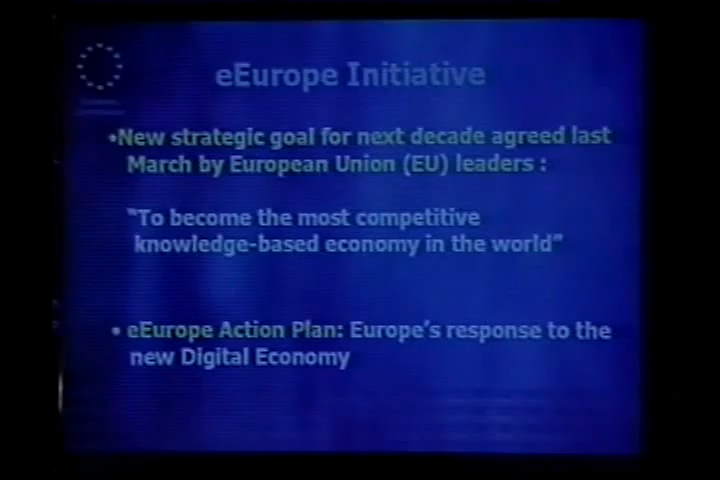 eEurope Initiative
•New strategic goal for next decade agreed last
March by European Union (EU) leaders :
“To become the most competitive
knowledge-based economy in the world”
• eEurope Action Plan: Europe’s response to the
new Digital Economy